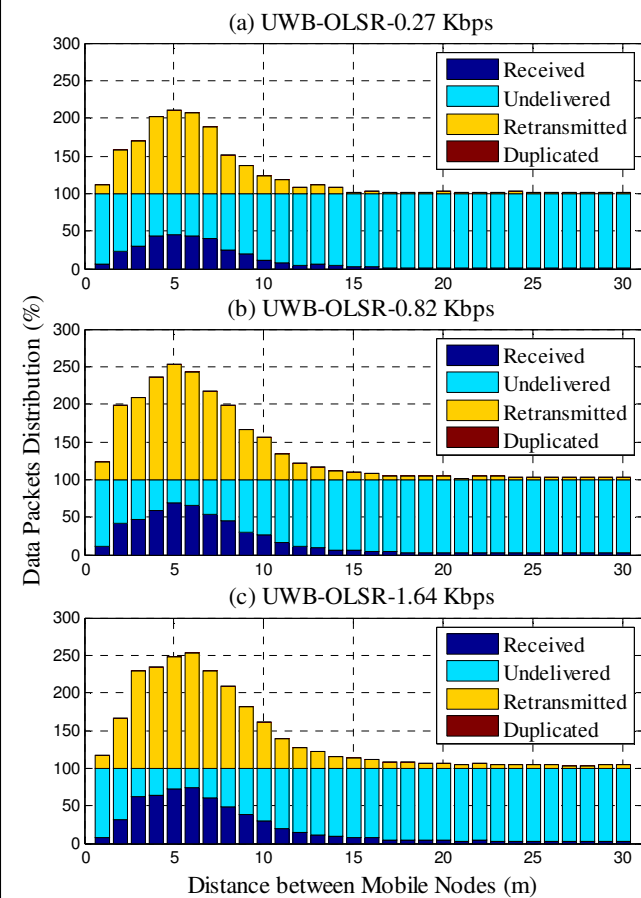 (a) UWB-OLSR-0.27 Kbps
300
250
200
150
100
50
0
0 5 10 15 20 25 30
Received
Undelivered
Retransmitted
Duplicated
Data Packets Distribution (%)
(b) UWB-OLSR-0.82 Kbps
300
250
200
150
100
50
0
0 5 10 15 20 25 30
Received
Undelivered
Retransmitted
Duplicated
(c) UWB-OLSR-1.64 Kbps
300
250
200
150
100
50
0
0 5 10 15 20 25 30
Received
Undelivered
Retransmitted
Duplicated
Distance between Mobile Nodes (m)